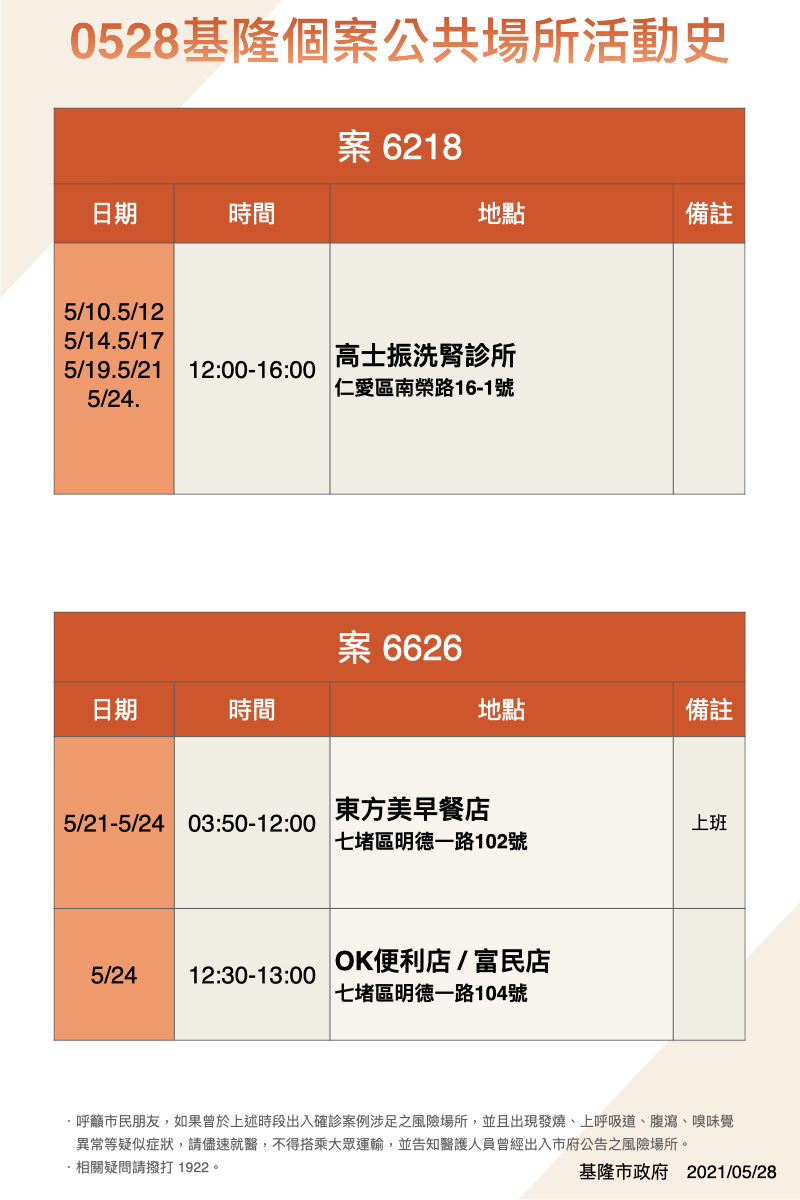 0528基隆個案公共場所活動史
案 6218
日期 時間 地點 備註
5/10.5/12
5/14.5/17
5/19.5/21
5/24.
12:00-16:00
高士振洗腎診所
仁愛區南榮路16-1號
案 6626
日期 時間 地點 備註
5/21-5/24 03:50-12:00
東方美早餐店
七堵區明德一路102號
上班
5/24 12:30-13:00
OK便利店 / 富民店
七堵區明德一路104號
· 呼籲市民朋友，如果曾於上述時段出入確診案例涉足之風險場所，並且出現發燒、上呼吸道、腹瀉、嗅味覺
異常等疑似症狀，請儘速就醫，不得搭乘大眾運輸，並告知醫護人員曾經出入市府公告之風險場所。
· 相關疑問請撥打 1922。
基隆市政府 2021/05/28